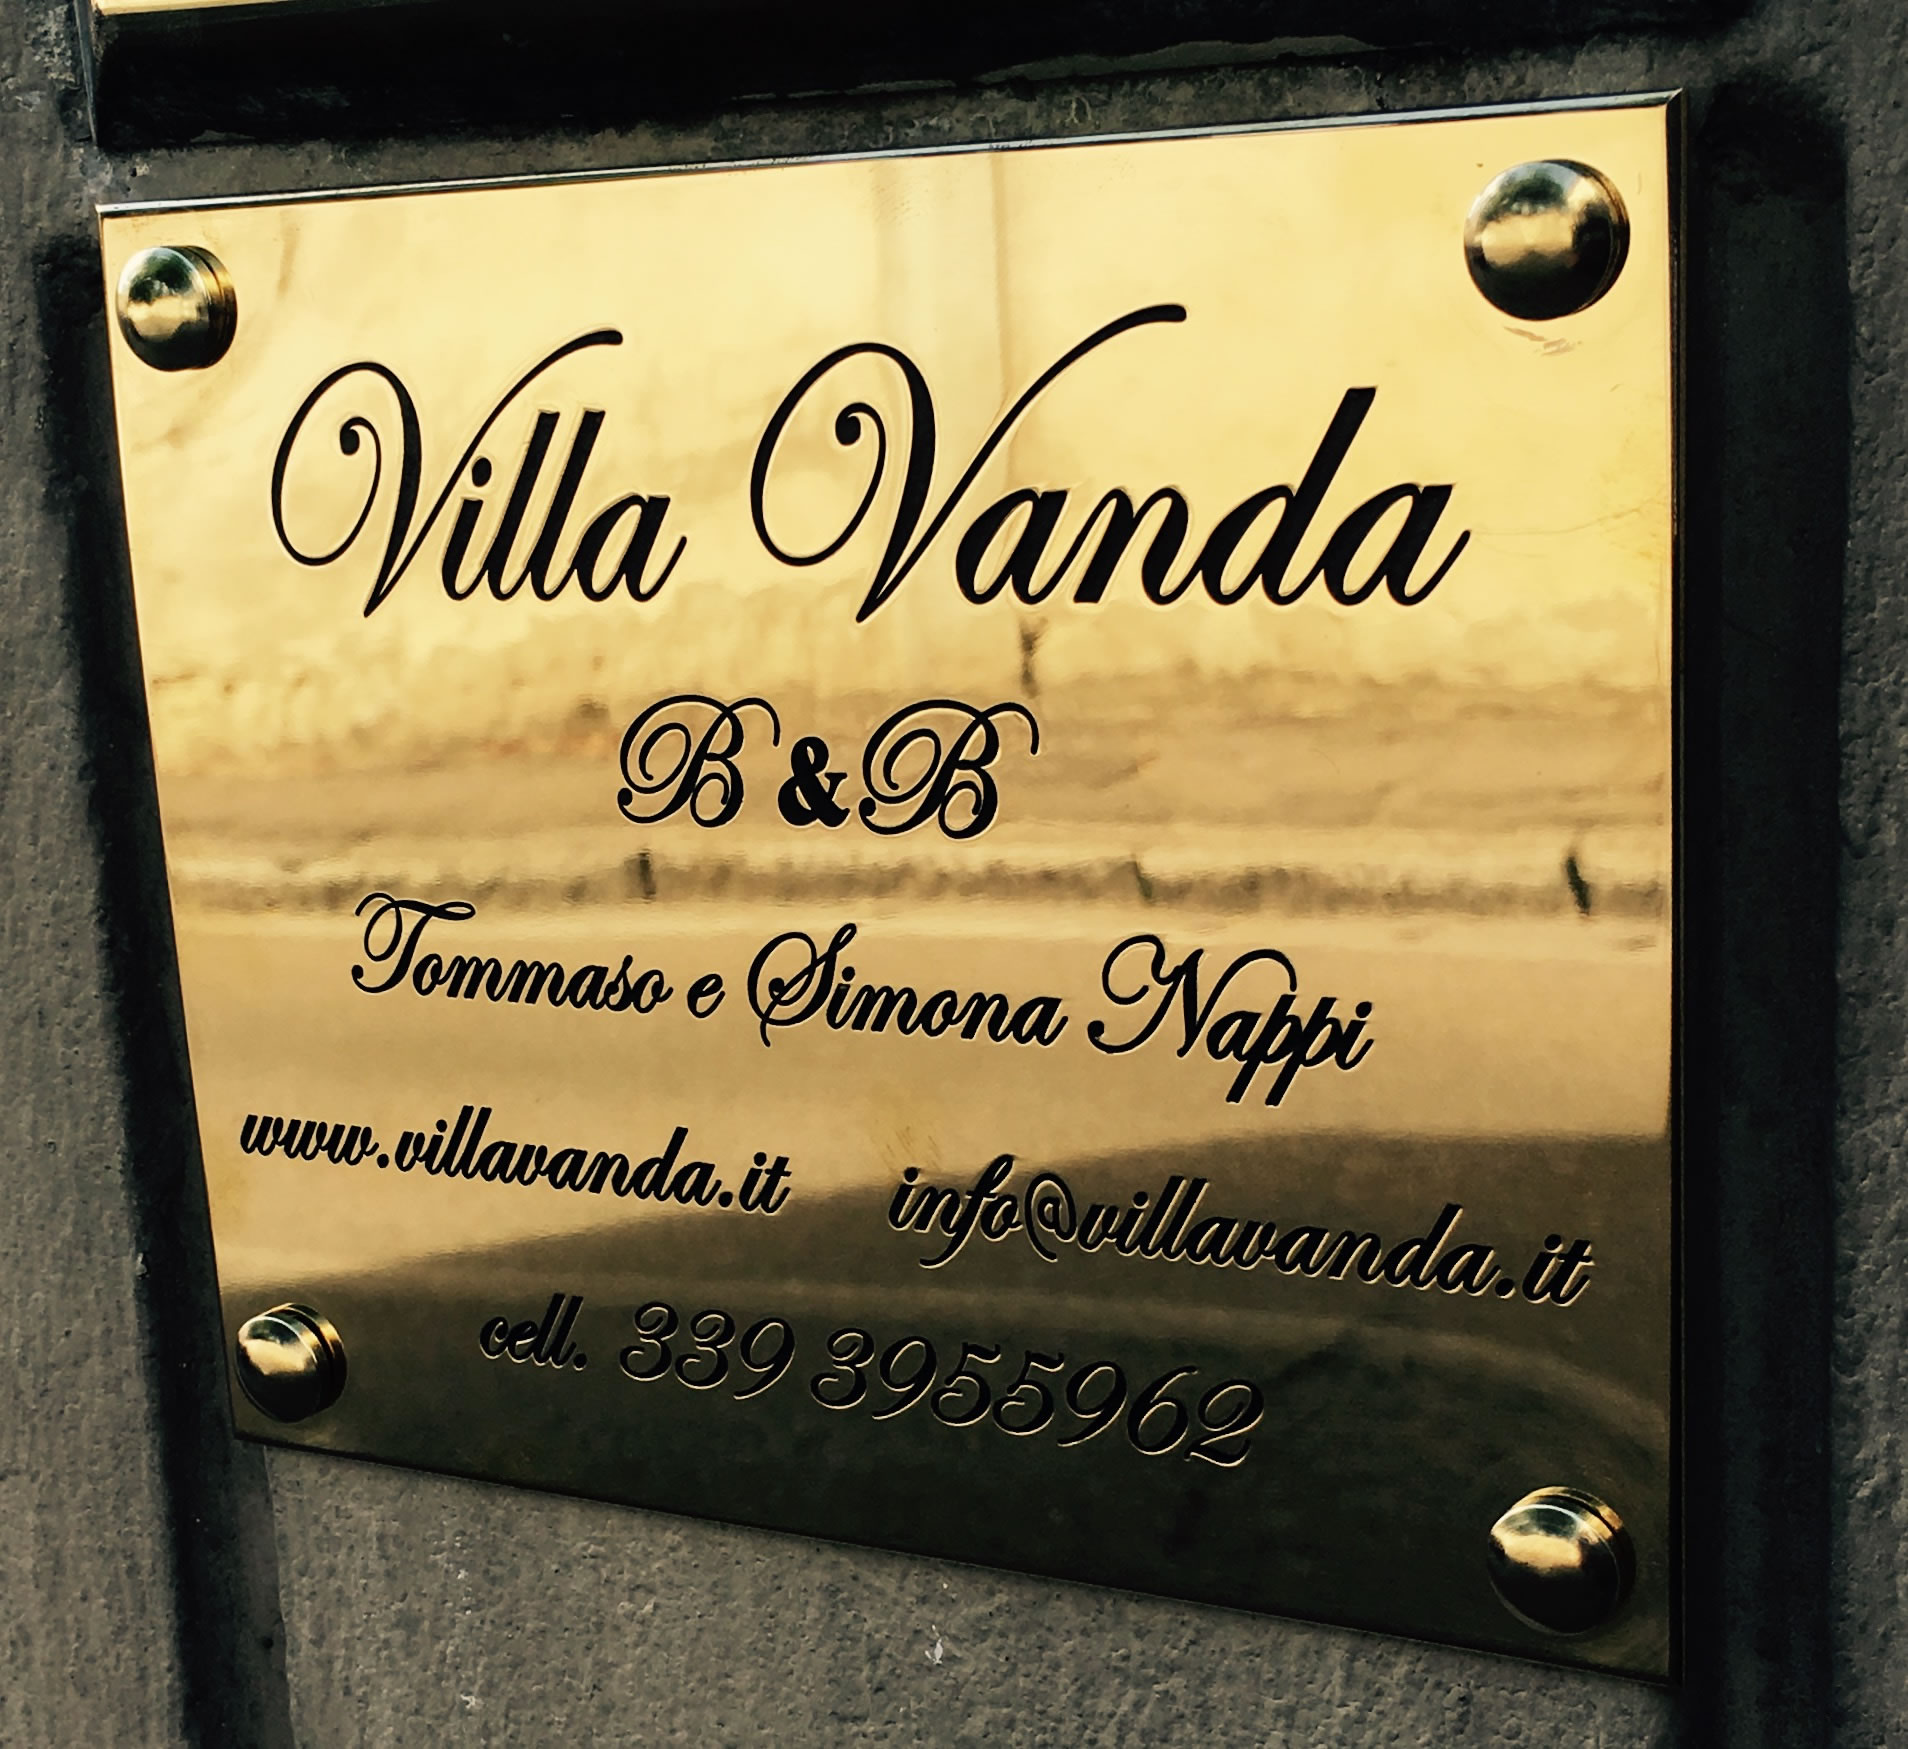 Villa Vanda
B & B
Tommaso e Simona Nappi
www.villavanda.it info@villavanda.it
cell. 339 3955962